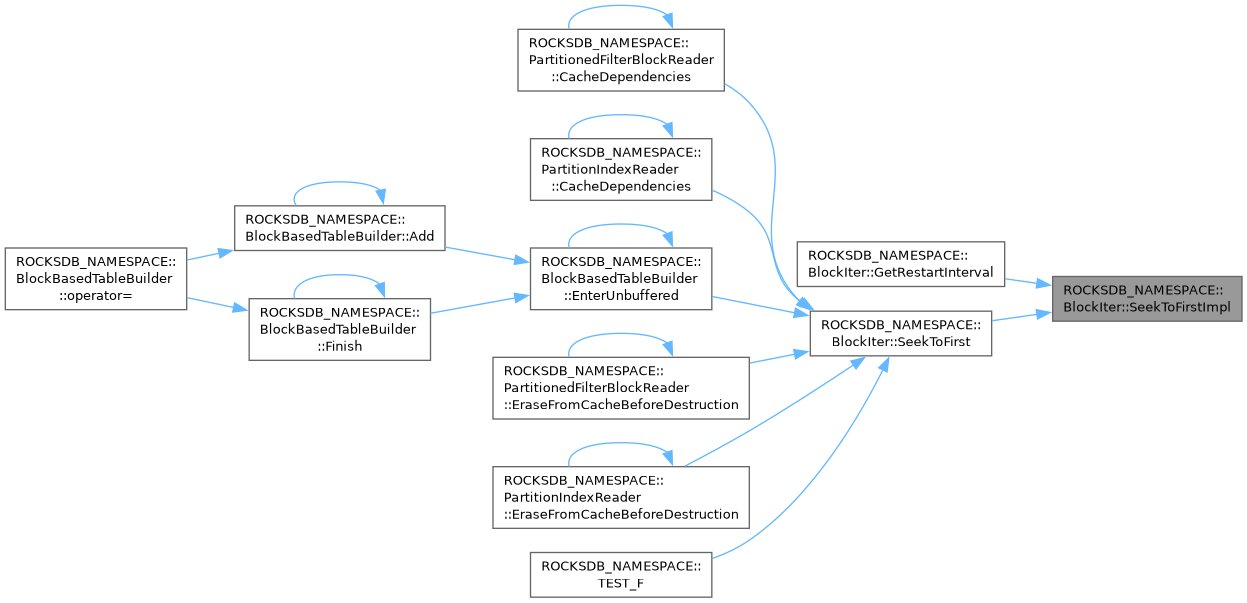 ROCKSDB_NAMESPACE::
PartitionedFilterBlockReader
::CacheDependencies
ROCKSDB_NAMESPACE::
PartitionIndexReader
::CacheDependencies
ROCKSDB_NAMESPACE::
BlockBasedTableBuilder::Add
ROCKSDB_NAMESPACE::
BlockBasedTableBuilder
::operator=
ROCKSDB_NAMESPACE::
BlockBasedTableBuilder
::EnterUnbuffered
ROCKSDB_NAMESPACE::
BlockIter::GetRestartInterval
ROCKSDB_NAMESPACE::
BlockIter::SeekToFirstImpl
ROCKSDB_NAMESPACE::
BlockBasedTableBuilder
::Finish
ROCKSDB_NAMESPACE::
BlockIter::SeekToFirst
ROCKSDB_NAMESPACE::
PartitionedFilterBlockReader
::EraseFromCacheBeforeDestruction
ROCKSDB_NAMESPACE::
PartitionIndexReader
::EraseFromCacheBeforeDestruction
ROCKSDB_NAMESPACE::
TEST_F